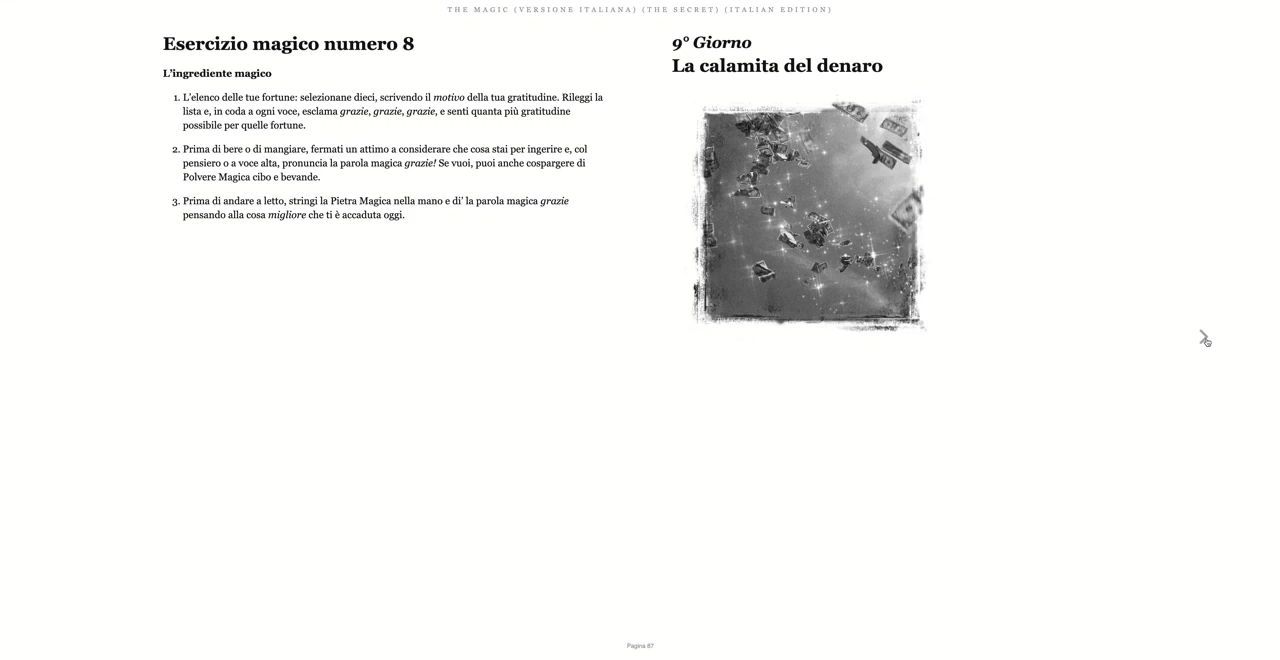 THE MAGIC (VERSIONE ITALIANA) (THE SECRET) (ITALIAN EDITION)
Esercizio magico numero 8
L'ingrediente magico
1. L'elenco delle tue fortune: selezionane dieci, scrivendo il motivo della tua gratitudine. Rileggi la
lista e, in coda a ogni voce, esclama grazie, grazie, grazie, e senti quanta più gratitudine
possibile per quelle fortune.
2. Prima di bere o di mangiare, fermati un attimo a considerare che cosa stai per ingerire e, col
pensiero o a voce alta, pronuncia la parola magica grazie! Se vuoi, puoi anche cospargere di
Polvere Magica cibo e bevande.
3. Prima di andare a letto, stringi la Pietra Magica nella mano e di' la parola magica grazie
pensando alla cosa migliore che ti è accaduta oggi.
9° Giorno
La calamita del denaro
Pagina 87